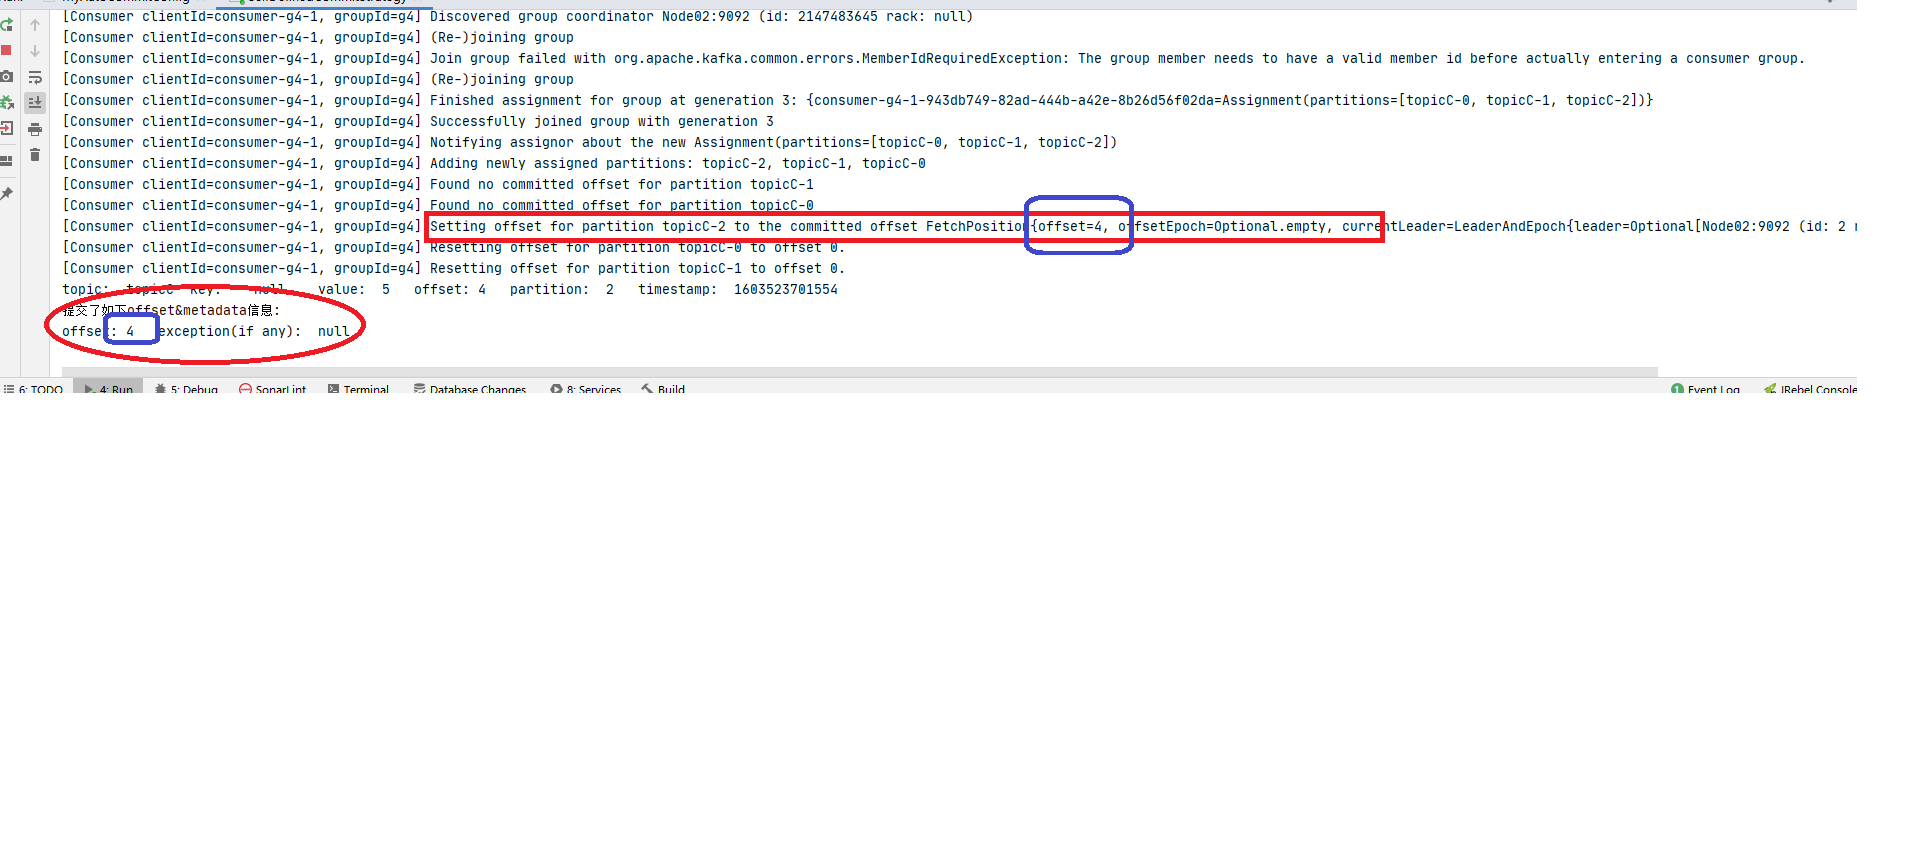 [Consumer clientId=consumer-g4-1, groupId=g4] Discovered group coordinator Node02:9092 (id: 2147483645 rack: null)
[Consumer clientId=consumer-g4-1, groupId=g4] (Re-)joining group
[Consumer clientId=consumer-g4-1, groupId=g4] Join group failed with org.apache.kafka.common.errors.MemberIdRequiredException: The group member needs to have a valid member id before actually entering a consumer group.
[Consumer clientId=consumer-g4-1, groupId=g4] (Re-)joining group
[Consumer clientId=consumer-g4-1, groupId=g4] Finished assignment for group at generation 3: {consumer-g4-1-943db749-82ad-444b-a42e-8b26d56f02da=Assignment(partitions=[topicC-0, topicC-1, topicC-2])}
[Consumer clientId=consumer-g4-1, groupId=g4] Successfully joined group with generation 3
[Consumer clientId=consumer-g4-1, groupId=g4] Notifying assignor about the new Assignment(partitions=[topicC-0, topicC-1, topicC-2])
[Consumer clientId=consumer-g4-1, groupId=g4] Adding newly assigned partitions: topicC-2, topicC-1, topicC-0
[Consumer clientId=consumer-g4-1, groupId=g4] Found no committed offset for partition topicC-1
[Consumer clientId=consumer-g4-1, groupId=g4] Found no committed offset for partition topicC-0
[Consumer clientId=consumer-g4-1, groupId=g4] Setting offset for partition topicC-2 to the committed offset FetchPosition{offset=4, offsetEpoch=Optional.empty, currentLeader=LeaderAndEpoch{leader=Optional[Node02:9092 (id: 2
[Consumer clientId=consumer-g4-1, groupId=g4] Resetting offset for partition topicC-0 to offset 0.
[Consumer clientId=consumer-g4-1, groupId=g4] Resetting offset for partition topicC-1 to offset 0.
topic: topicC key: null value: 5 offset: 4 partition: 2 timestamp: 1603523701554
提交了如下offset&metadata信息:
offset: 4 exception(if any): null
6: TODO 4: Run 5: Debug SonarLint Terminal Database Changes 8: Services Build 1 Event Log JRebel Console